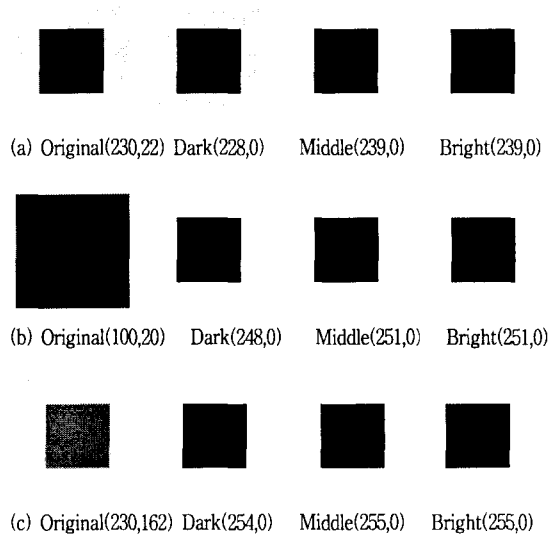 (a) Original(230,22) Dark(228,0) Middle(239,0) Bright(239,0)
(b) Original(100,20) Dark(248,0) Middle(251,0) Bright(251,0)
(c) Original(230,162) Dark(254,0) Middle(255,0) Bright(255,0)